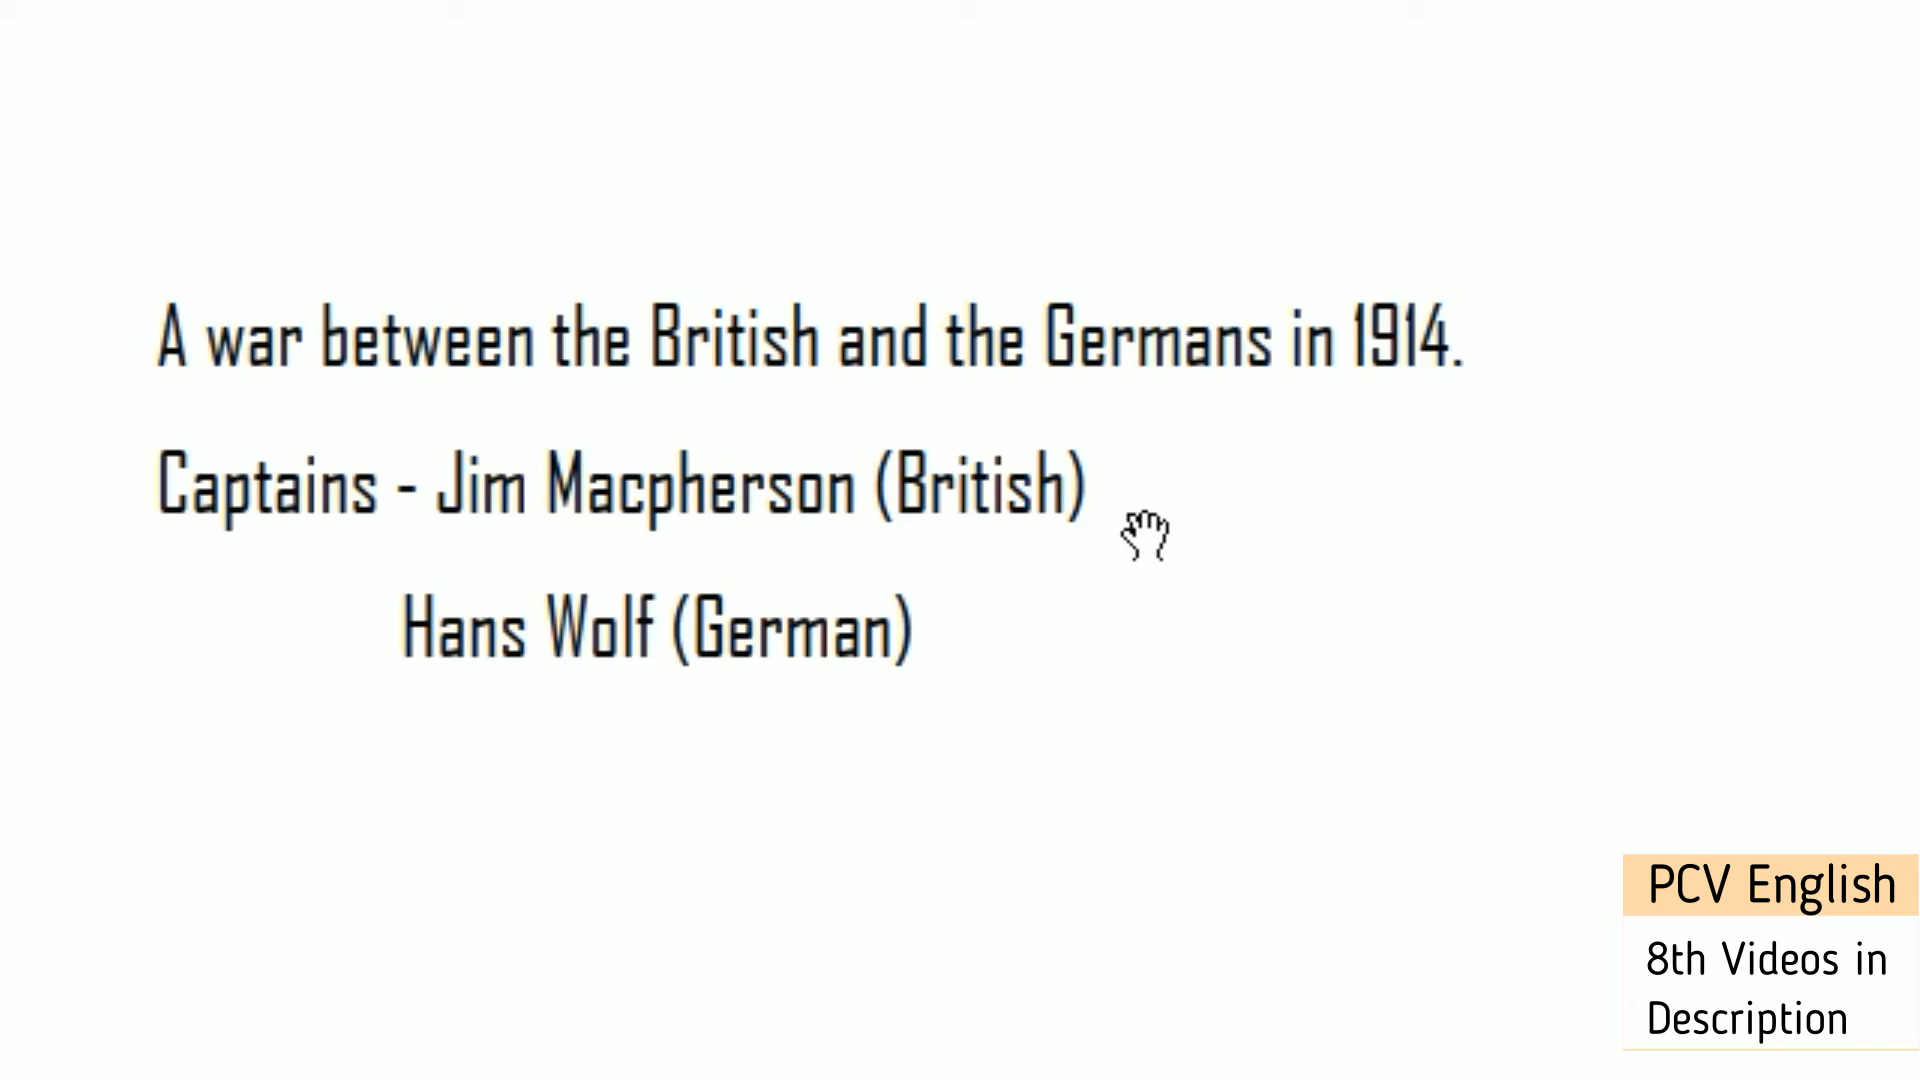 A war between the British and the Germans in 1914.
Captains - Jim Macpherson (British)
Hans Wolf (German)
PCV English
8th Videos in
Description